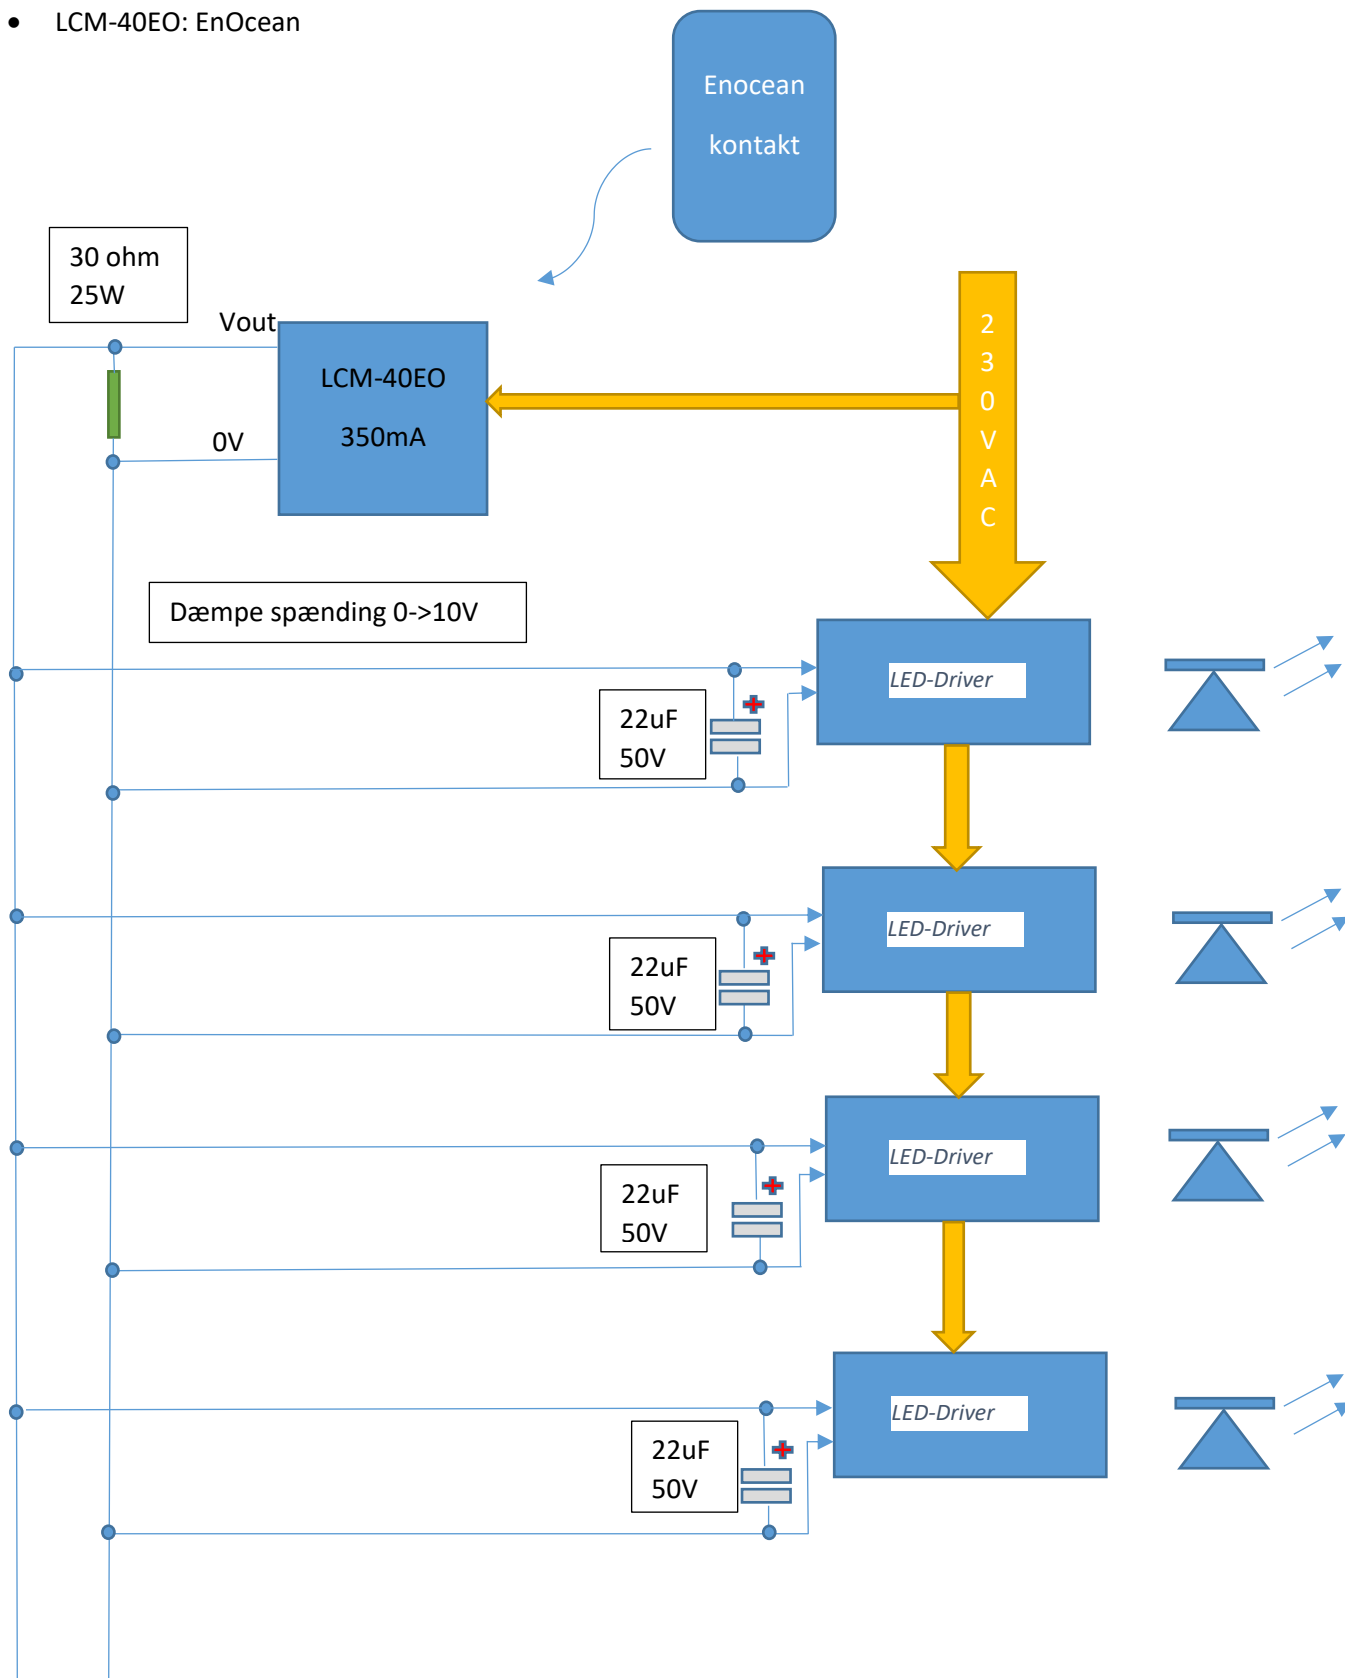 • LCM-40EO: EnOcean
Enocean
kontakt
30 ohm
25W
Vout
LCM-40EO
350mA
0V
2
3
0
V
A
C
Dæmpe spænding 0->10V
LED-Driver
22uF
50V
LED-Driver
22uF
50V
LED-Driver
22uF
50V
LED-Driver
22uF
50V